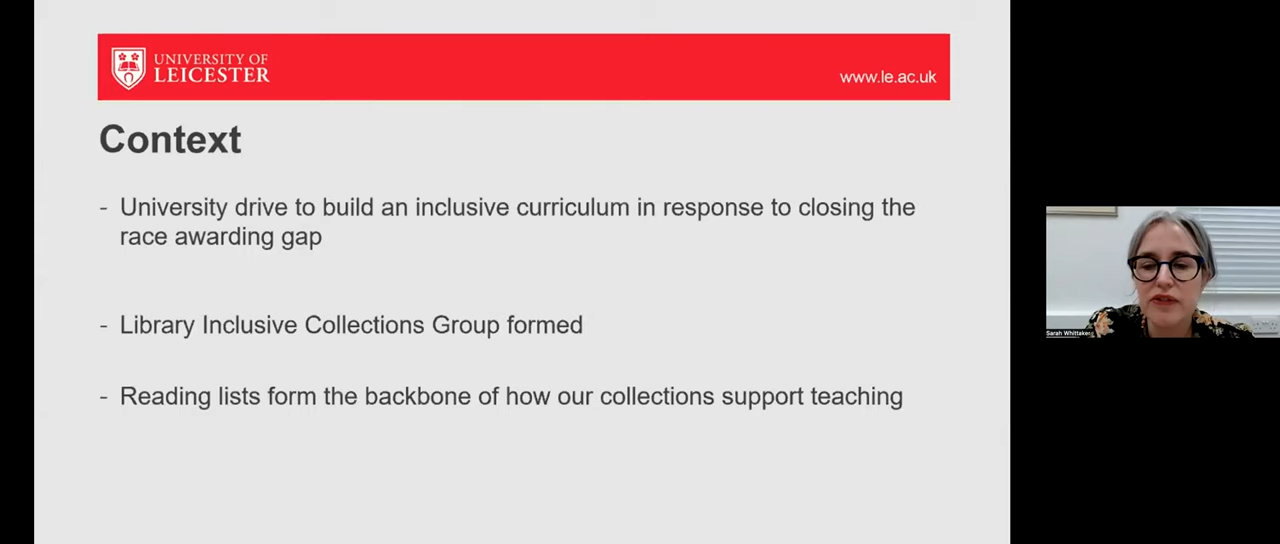 UNIVERSITY OF
LEICESTER
www.le.ac.uk
Context
- University drive to build an inclusive curriculum in response to closing the
race awarding gap
- Library Inclusive Collections Group formed
- Reading lists form the backbone of how our collections support teaching
Sarah Whittaker